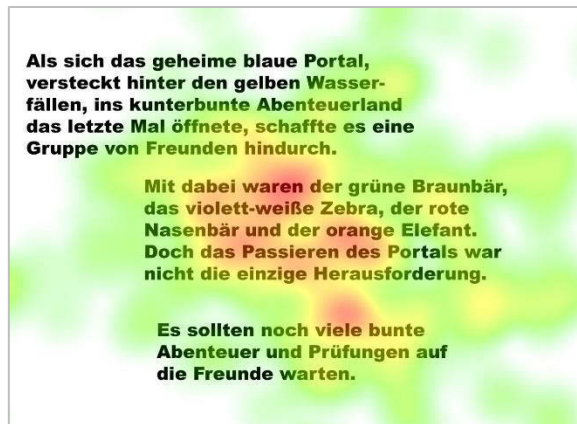 Als sich das geheime blaue Portal,
versteckt hinter den gelben Wasser-
fällen, ins kunterbunte Abenteuerland
das letzte Mal öffnete, schaffte es eine
Gruppe von Freunden hindurch.
Mit dabei waren der grüne Braunbär,
das violett-weiße Zebra, der rote
Nasenbär und der orange Elefant.
Doch das Passieren des Portals war
nicht die einzige Herausforderung.
Es sollten noch viele bunte
Abenteuer und Prüfungen auf
die Freunde warten.